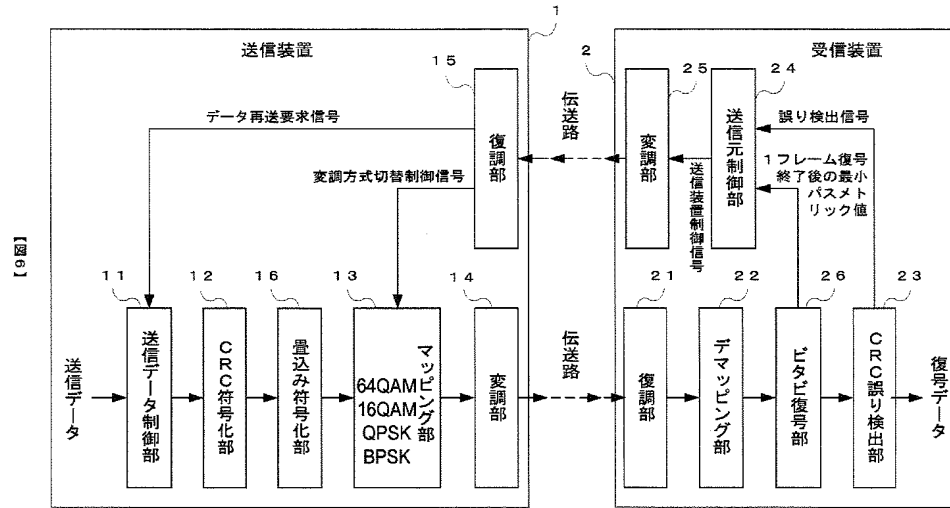 【図6】
送信装置
1
15
復調部
データ再送要求信号
変調方式切替制御信号
11
送信データ制御部
12
CRC符号化部
16
畳込み符号化部
13
マッピング部
64QAM
16QAM
QPSK
BPSK
14
変調部
送信データ
伝送路
伝送路
受信装置
2
25
変調部
24
送信元制御部
送信装置制御信号
誤り検出信号
1フレーム復号
終了後の最小
パスメト
リック値
21
復調部
22
デマッピング部
26
ビタビ復号部
23
CRC誤り検出部
復号データ